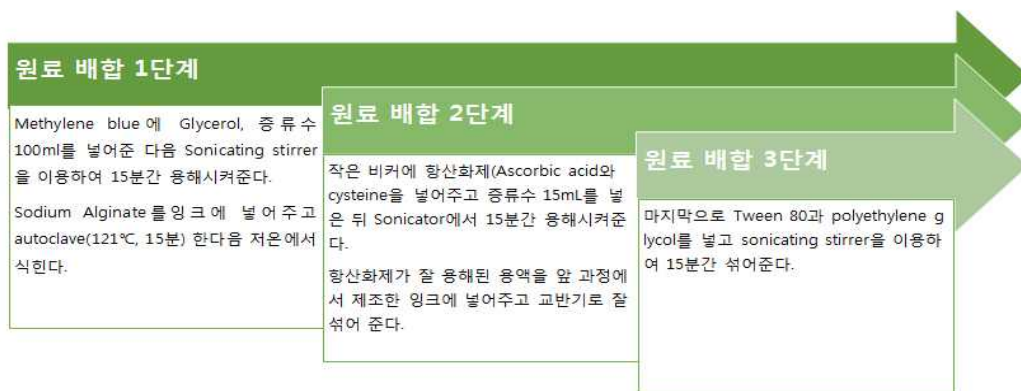 원료 배합 1단계
Methylene blue에 Glycerol, 증류수
100ml를 넣어준 다음 Sonicating stirrer
을 이용하여 15분간 용해시켜준다.
Sodium Alginate를잉크에 넣어주고
autoclave(121℃, 15분) 한다음 저온에서
식힌다.
원료 배합 2단계
작은 비커에 항산화제(Ascorbic acid와
cysteine을 넣어주고 증류수 15mL를 넣
은 뒤 Sonicator에서 15분간 용해시켜준
다.
항산화제가 잘 용해된 용액을 앞 과정에
서 제조한 잉크에 넣어주고 교반기로 잘
섞어 준다.
원료 배합 3단계
마지막으로 Tween 80과 polyethylene g
lycol를 넣고 sonicating stirrer을 이용하
여 15분간 섞어준다.